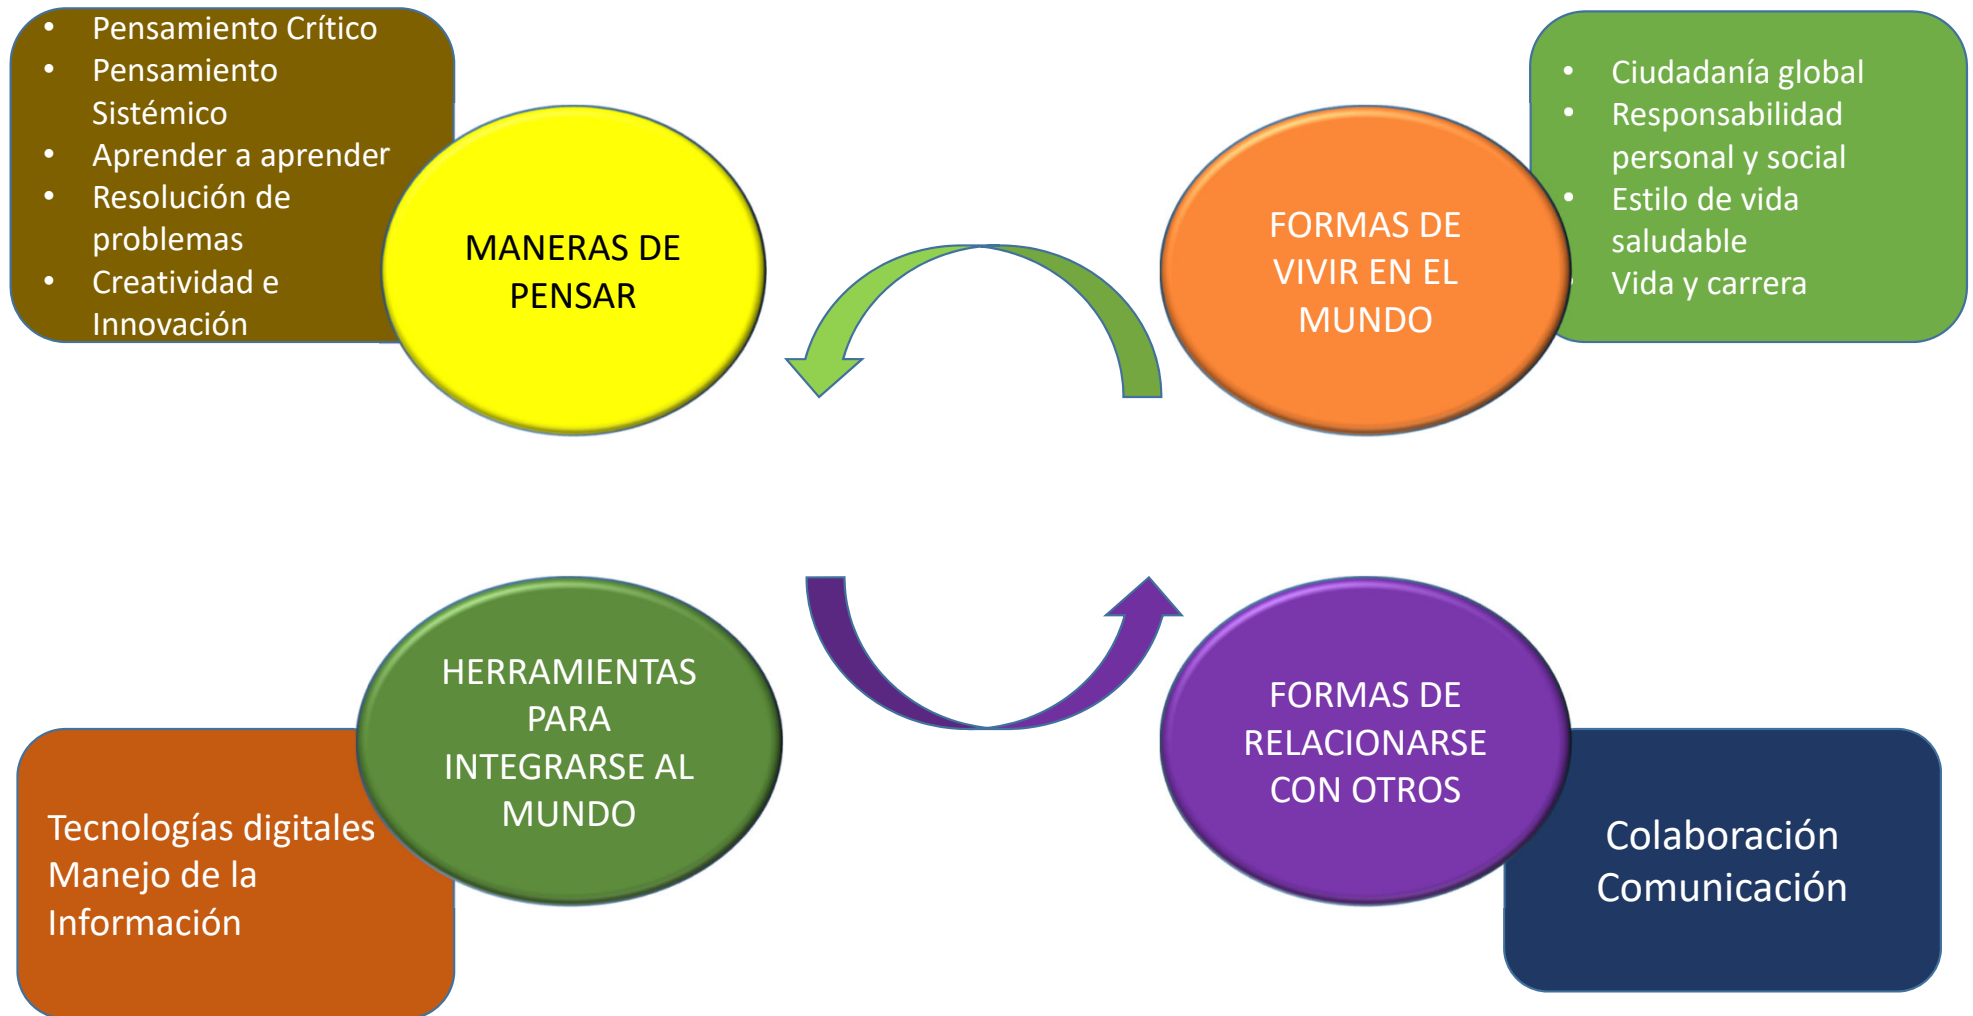 • Pensamiento Crítico
• Pensamiento
Sistémico
• Aprender a aprender
• Resolución de
problemas
• Creatividad e
Innovación
MANERAS DE
PENSAR
FORMAS DE
VIVIR EN EL
MUNDO
• Ciudadanía global
• Responsabilidad
personal y social
• Estilo de vida
saludable
• Vida y carrera
HERRAMIENTAS
PARA
INTEGRARSE AL
MUNDO
Tecnologías digitales
Manejo de la
Información
FORMAS DE
RELACIONARSE
CON OTROS
Colaboración
Comunicación